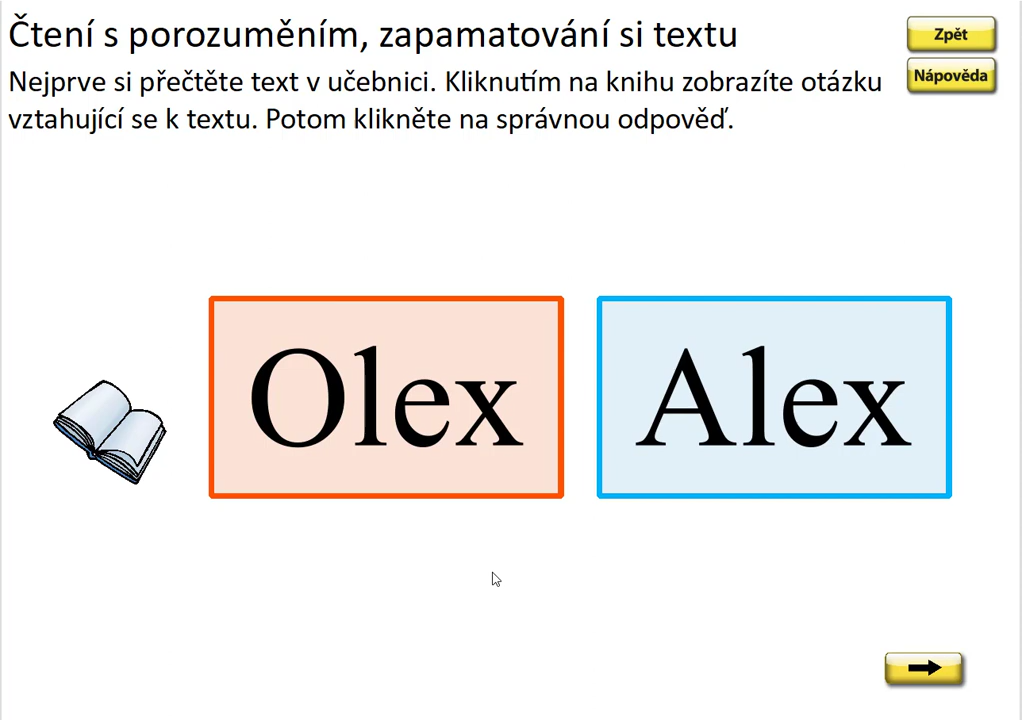 Čtení s porozuměním, zapamatování si textu
Zpět
Nejprve si přečtěte text v učebnici. Kliknutím na knihu zobrazíte otázku
Nápověda
vztahující se k textu. Potom klikněte na správnou odpověď.
Olex
Alex